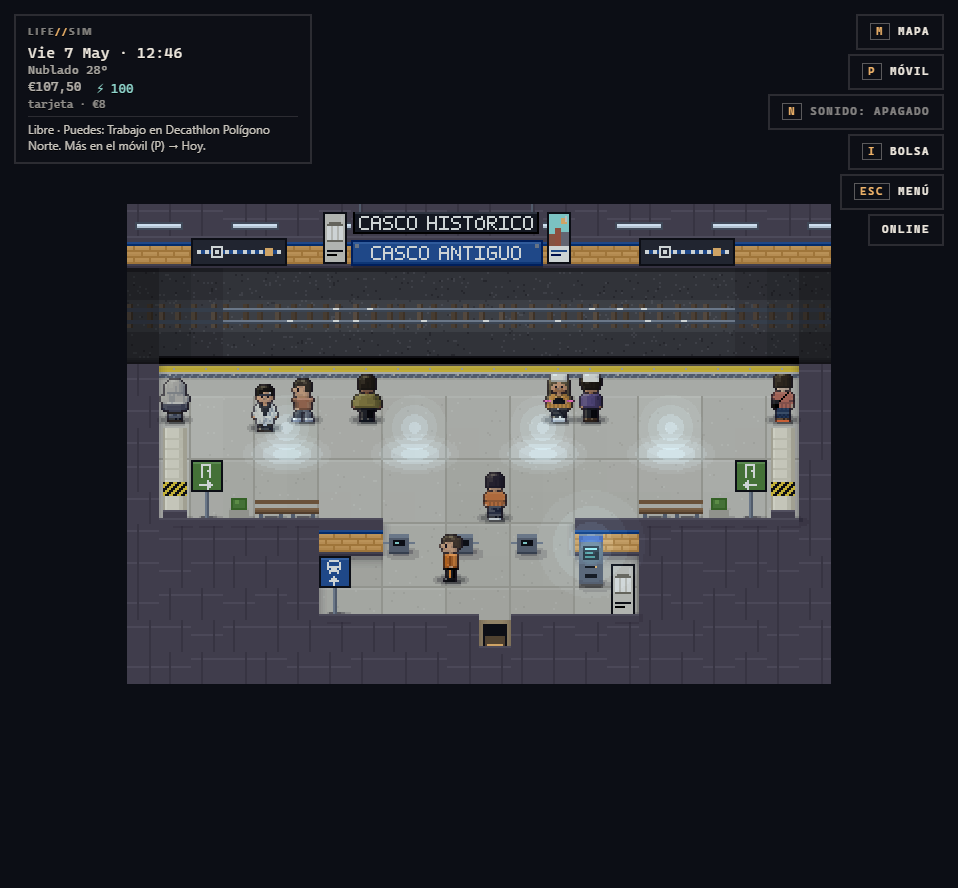 LIFE//SIM
Vie 7 May · 12:46
Nublado 28º
€107,50 ⚡ 100
tarjeta · €8
Libre · Puedes: Trabajo en Decathlon Polígono
Norte. Más en el móvil (P) → Hoy.
M MAPA
P MÓVIL
N SONIDO: APAGADO
I BOLSA
ESC MENÚ
ONLINE
CASCO HISTÓRICO
CASCO ANTIGUO